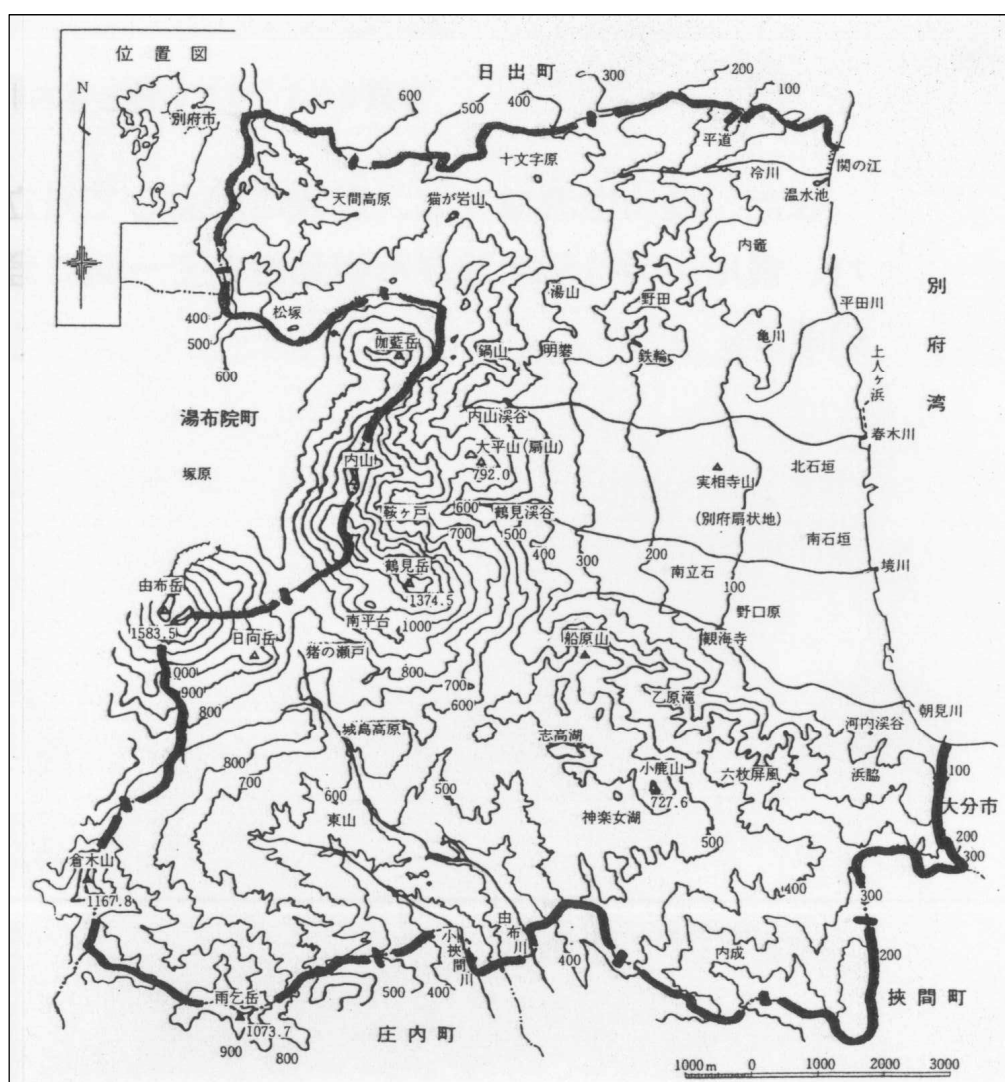 位置図
N
別府市
日出町
600
500
400
300
200
100
平道
十文字原
冷川
関の江
温水池
天間高原
猫が岩山
内竈
別府湾
湯山
野田
平田川
松塚
400
500
600
伽藍岳
鍋山
明礬
鉄輪
亀川
上人ヶ浜
湯布院町
内山渓谷
春木川
大平山(扇山)
792.0
北石垣
塚原
内山
実相寺山
鞍ヶ戸
600
鶴見渓谷
(別府扇状地)
700
500
南石垣
400
300
200
100
鶴見岳
南立石
境川
由布岳
1374.5
野口原
1583.5
日向岳
南平台
1000
船原山
観海寺
猪の瀬戸
800
1000
900
800
700
600
乙原滝
朝見川
城島高原
志高湖
河内渓谷
800
700
小鹿山
六枚屏風
浜脇
100
600
500
727.6
大分市
東山
神楽女湖
500
200
300
倉木山
1167.8
400
300
由布川
小挟間川
400
内成
200
雨乞岳
500
400
挟間町
1073.7
庄内町
900
800
1000m
0
1000
2000
3000